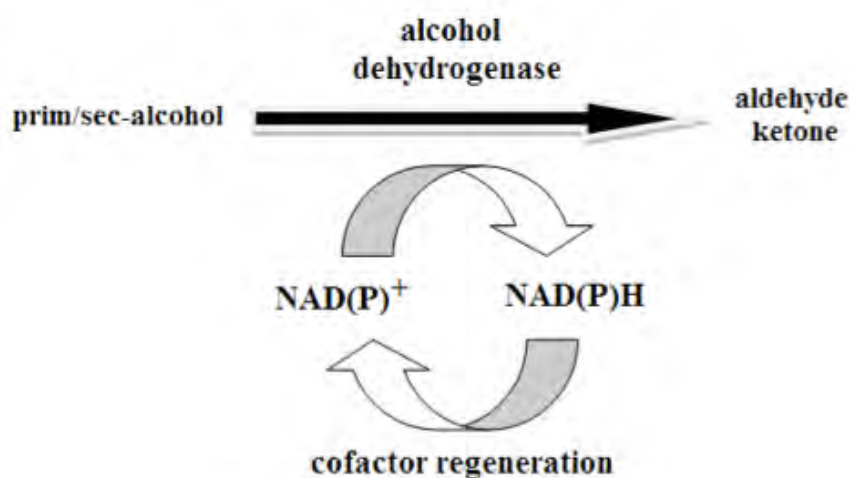 alcohol
dehydrogenase
prim/sec-alcohol
aldehyde
ketone
NAD(P)⁺
NAD(P)H
cofactor regeneration